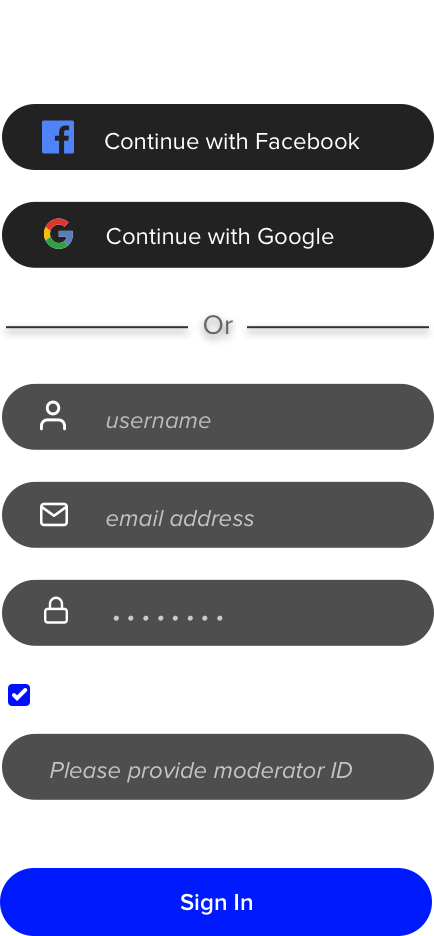 Continue with Facebook
Continue with Google
Or
username
email address
Please provide moderator ID
Sign In